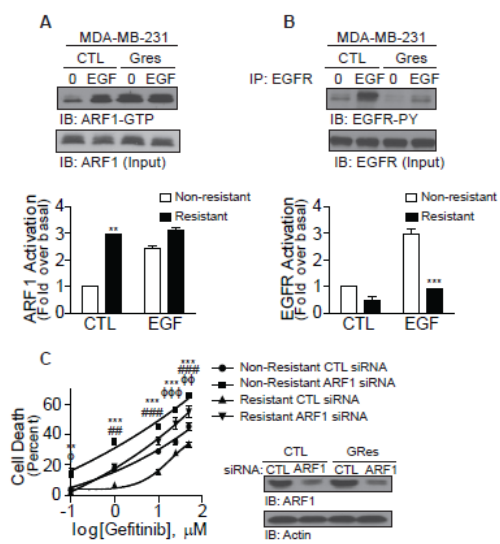 A
MDA-MB-231
CTL Gres
0 EGF 0 EGF
IB: ARF1-GTP
IB: ARF1 (Input)
ARF1 Activation
(Fold over basal)
4
3
2
1
0
Non-resistant
Resistant
**
CTL EGF
B
MDA-MB-231
CTL Gres
0 EGF 0 EGF
IP: EGFR
IB: EGFR-PY
IB: EGFR (Input)
EGFR Activation
(Fold over basal)
4
3
2
1
0
Non-resistant
Resistant
***
CTL EGF
C
Cell Death
(Percent)
60
40
20
0
-1 0 1 2
log[Gefitinib], μM
**
ϕ
***
##
***
###
***
ϕϕϕ
***
###
ϕϕ
Non-Resistant CTL siRNA
Non-Resistant ARF1 siRNA
Resistant CTL siRNA
Resistant ARF1 siRNA
CTL GRes
siRNA: CTL ARF1 CTL ARF1
IB: ARF1
IB: Actin